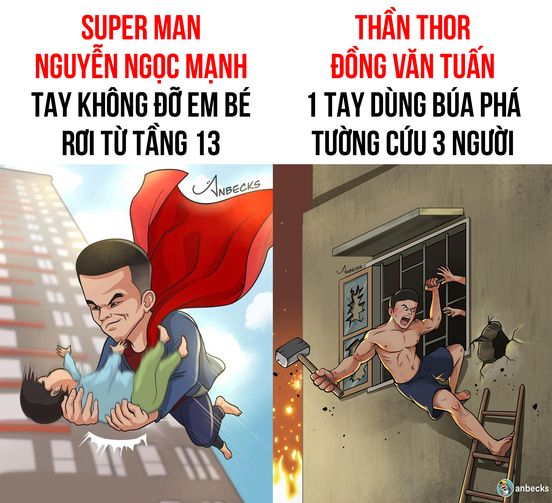 SUPER MAN
NGUYỄN NGỌC MẠNH
TAY KHÔNG ĐỠ EM BÉ
RƠI TỪ TẦNG 13
THẦN THOR
ĐỒNG VĂN TUẤN
1 TAY DÙNG BÚA PHÁ
TƯỜNG CỨU 3 NGƯỜI
ANBECKS
ANBECKS
anbecks